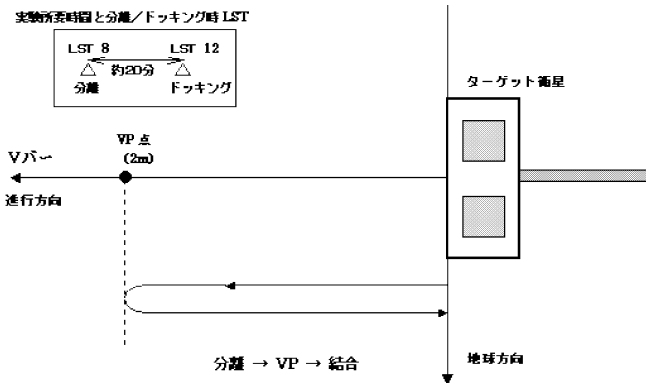 実験所要時間と分離／ドッキング時LST
LST 8 LST 12
約20分
分離 ドッキング
ターゲット衛星
VP点
(2m)
Vバー
進行方向
分離 → VP → 結合
地球方向